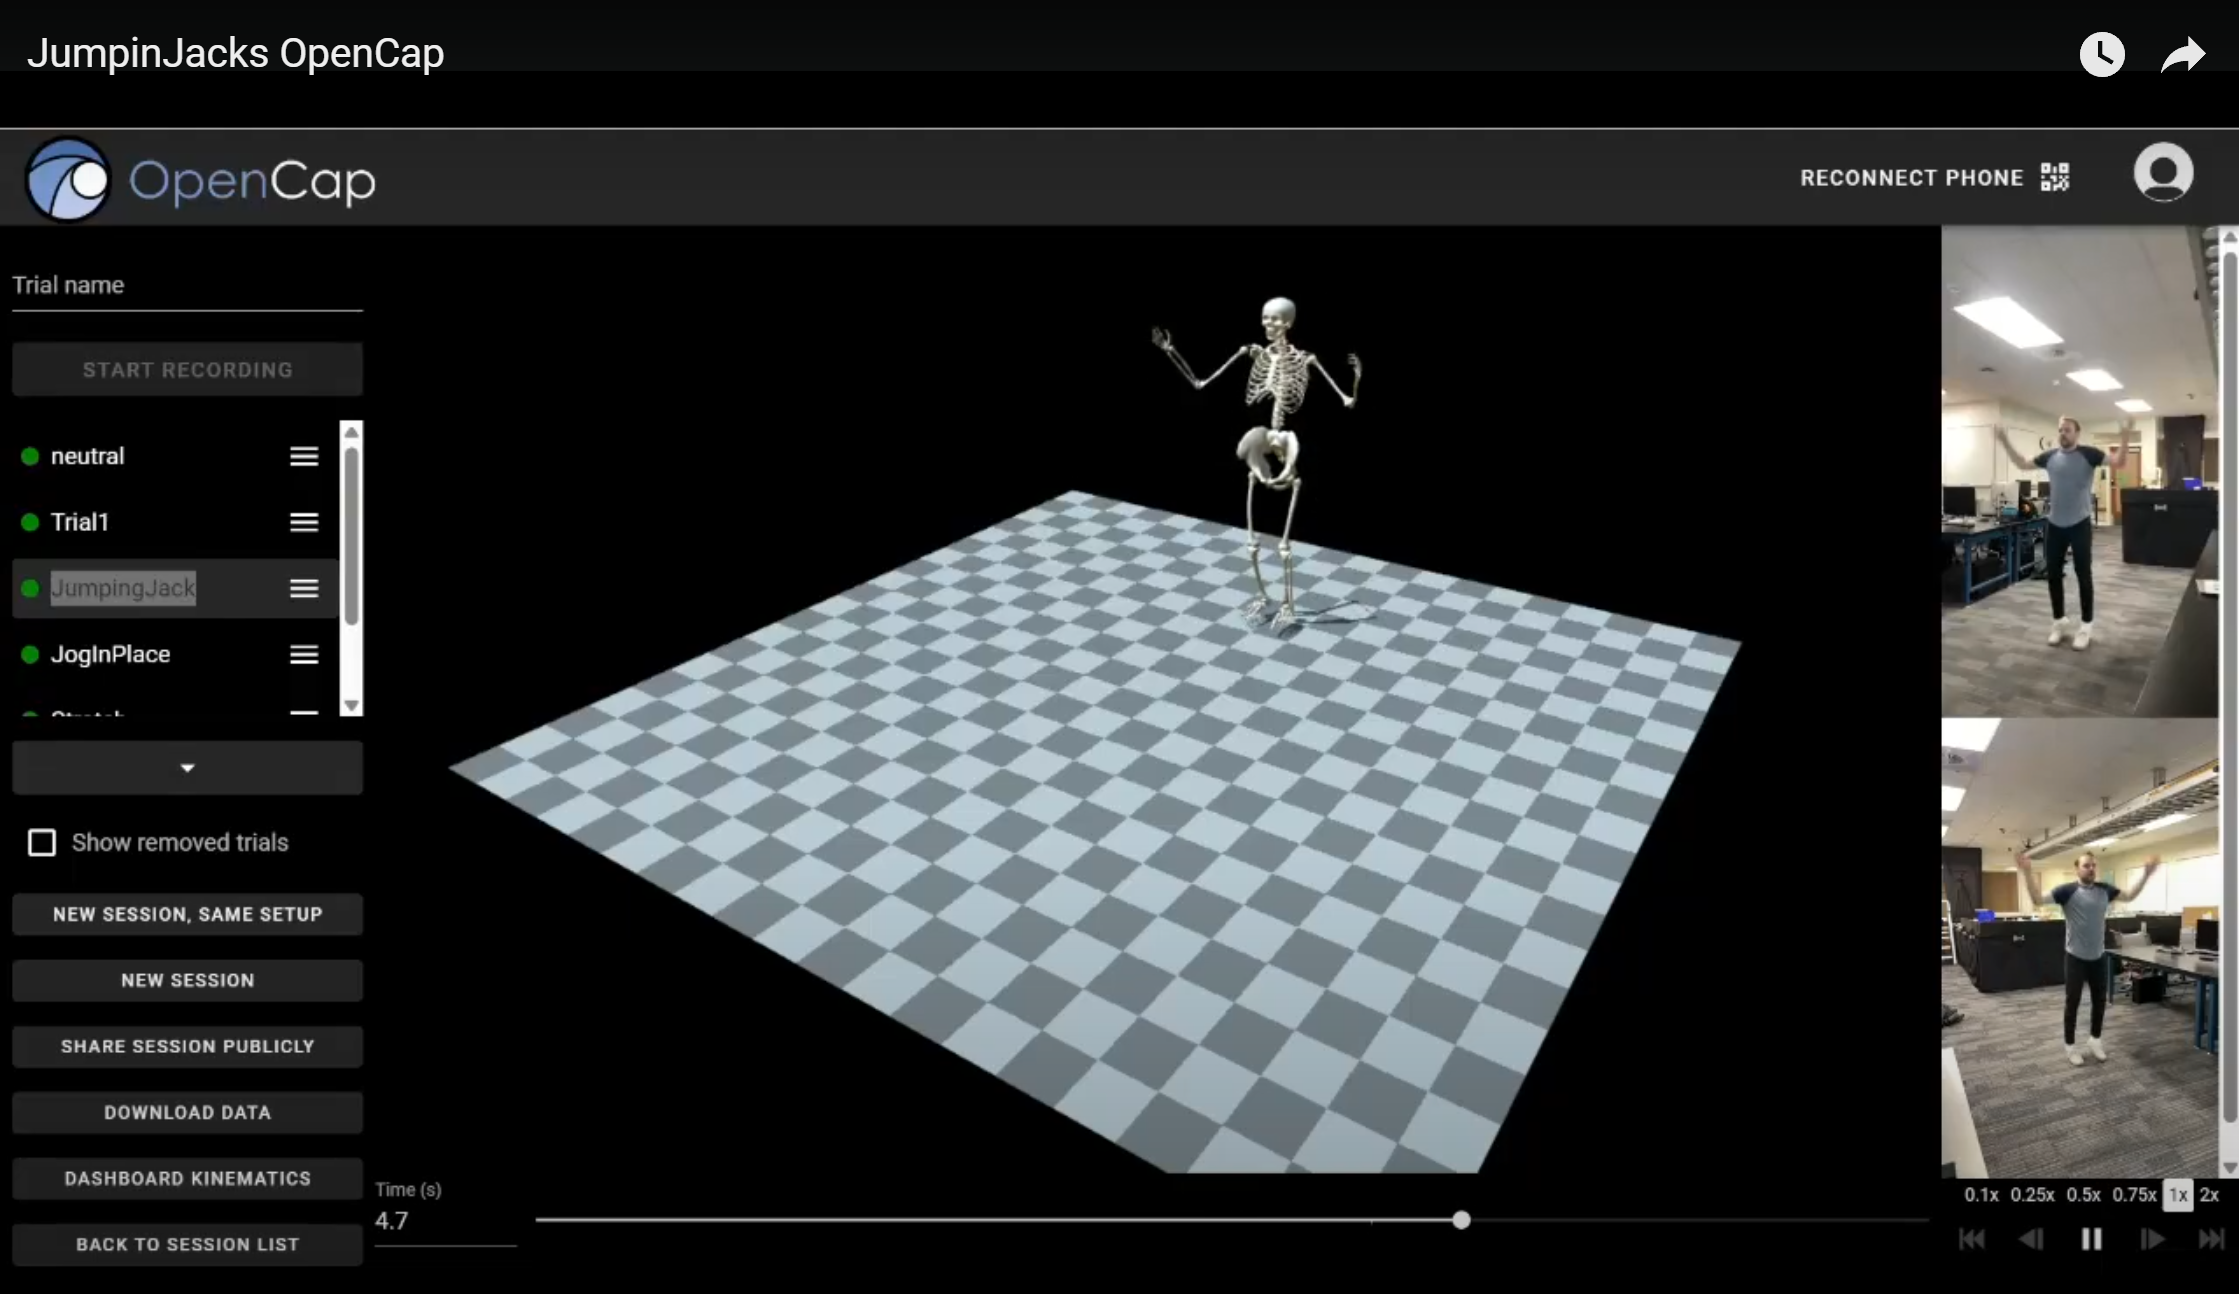 JumpinJacks OpenCap
OpenCap
RECONNECT PHONE
Trial name
START RECORDING
neutral
Trial1
JumpingJack
JogInPlace
Stretch
Show removed trials
NEW SESSION, SAME SETUP
NEW SESSION
SHARE SESSION PUBLICLY
DOWNLOAD DATA
DASHBOARD KINEMATICS
BACK TO SESSION LIST
Time (s)
4.7
0.1x 0.25x 0.5x 0.75x 1x 2x